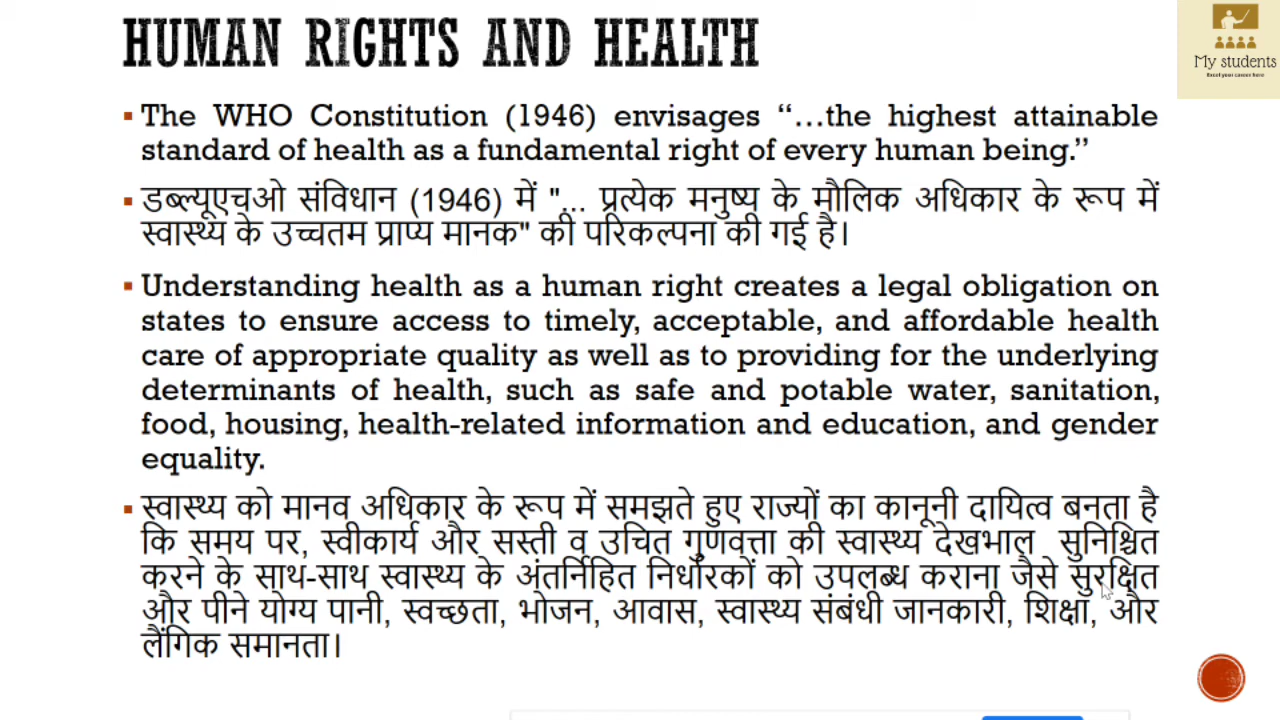 HUMAN RIGHTS AND HEALTH
My students
Excel your career here
▪ The WHO Constitution (1946) envisages “…the highest attainable
standard of health as a fundamental right of every human being.”
▪ डब्ल्यूएचओ संविधान (1946) में "... प्रत्येक मनुष्य के मौलिक अधिकार के रूप में
स्वास्थ्य के उच्चतम प्राप्य मानक" की परिकल्पना की गई है।
▪ Understanding health as a human right creates a legal obligation on
states to ensure access to timely, acceptable, and affordable health
care of appropriate quality as well as to providing for the underlying
determinants of health, such as safe and potable water, sanitation,
food, housing, health-related information and education, and gender
equality.
▪ स्वास्थ्य को मानव अधिकार के रूप में समझते हुए राज्यों का कानूनी दायित्व बनता है
कि समय पर, स्वीकार्य और सस्ती व उचित गुणवत्ता की स्वास्थ्य देखभाल सुनिश्चित
करने के साथ-साथ स्वास्थ्य के अंतर्निहित निर्धारकों को उपलब्ध कराना जैसे सुरक्षित
और पीने योग्य पानी, स्वच्छता, भोजन, आवास, स्वास्थ्य संबंधी जानकारी, शिक्षा, और
लैंगिक समानता।